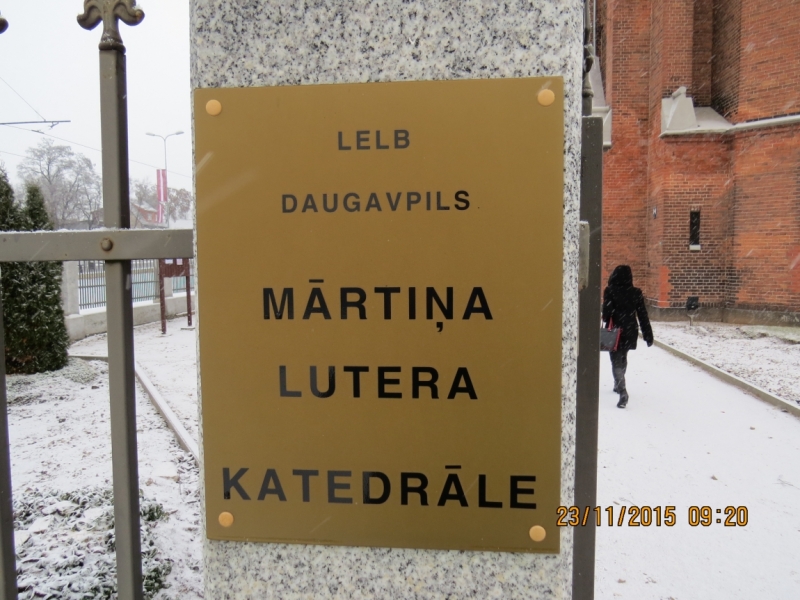 LELB
DAUGAVPILS
MĀRTIŅA
LUTERA
KATEDRĀLE
23/11/2015 09:20